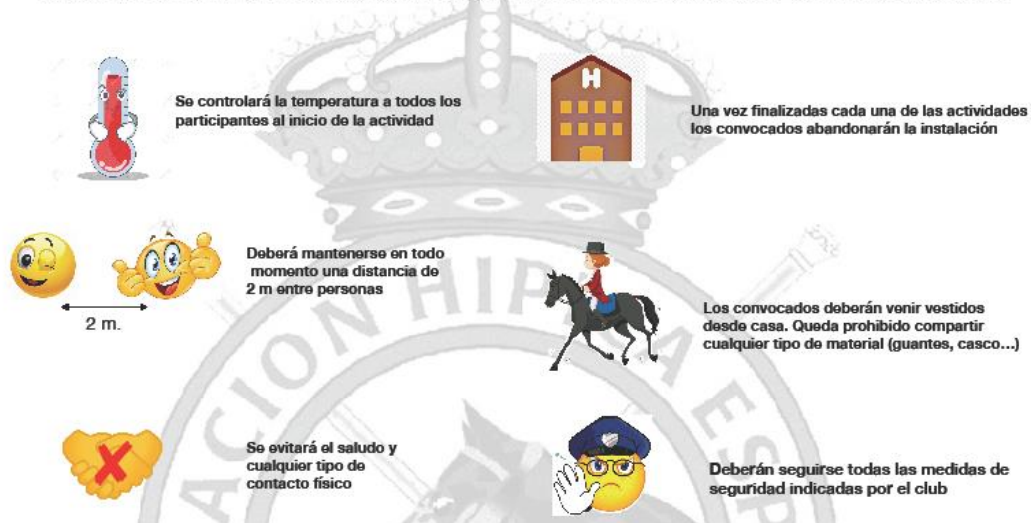 Se controlará la temperatura a todos los
participantes al inicio de la actividad
H
Una vez finalizadas cada una de las actividades
los convocados abandonarán la instalación
Deberá mantenerse en todo
momento una distancia de
2 m entre personas
2 m.
Los convocados deberán venir vestidos
desde casa. Queda prohibido compartir
cualquier tipo de material (guantes, casco…)
Se evitará el saludo y
cualquier tipo de
contacto físico
Deberán seguirse todas las medidas de
seguridad indicadas por el club
ACION HIPICA ESP